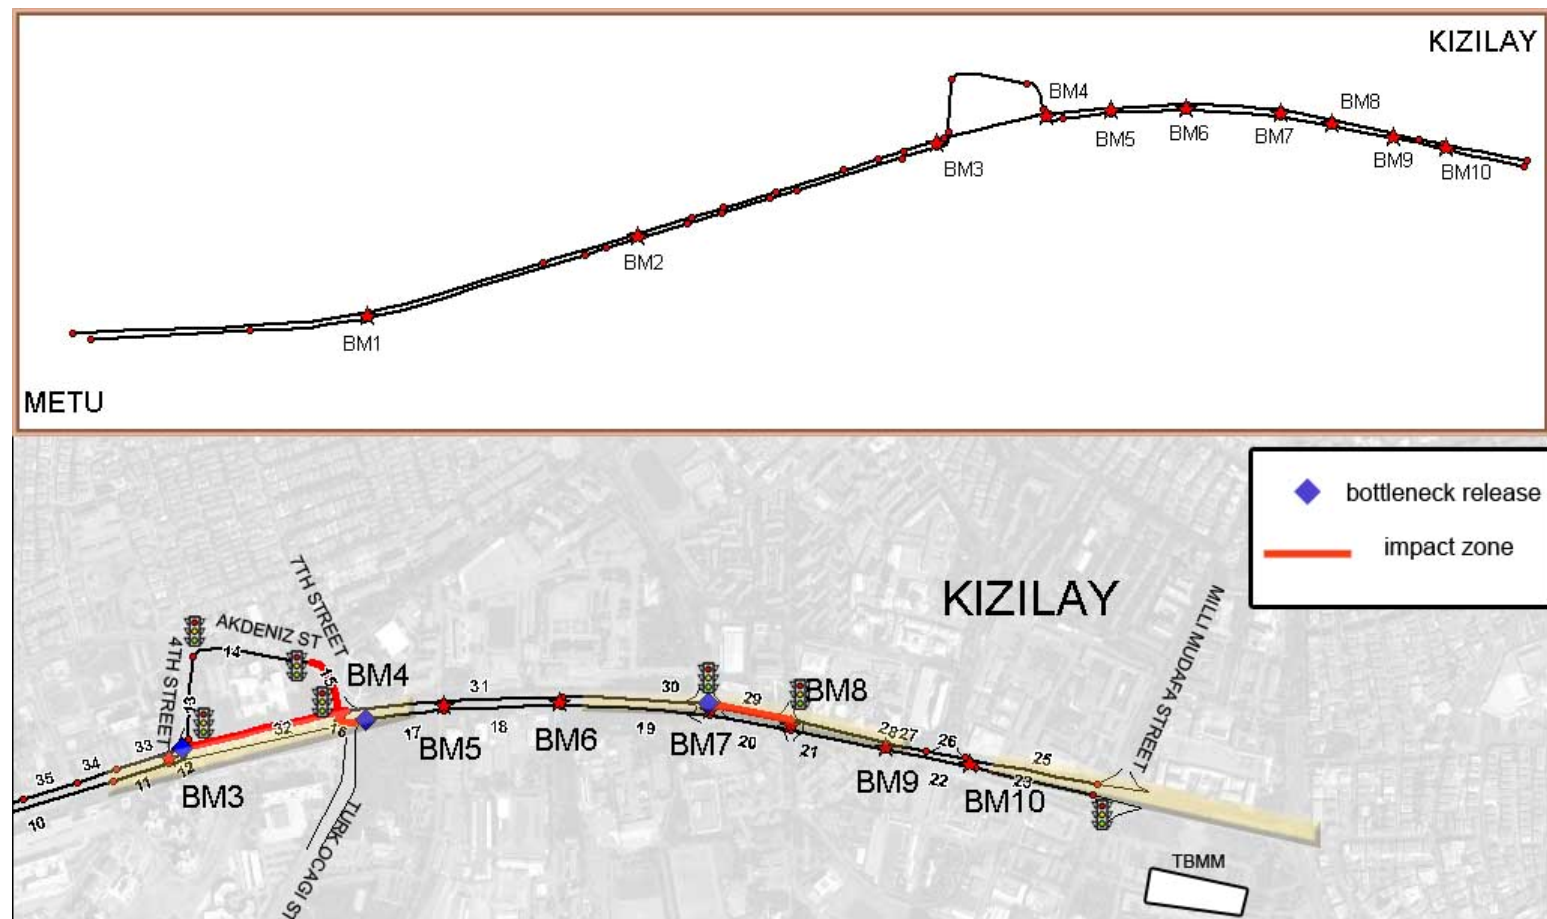 KIZILAY
BM4
BM8
BM5
BM6
BM7
BM3
BM9
BM10
BM2
BM1
METU
bottleneck release
impact zone
KIZILAY
7TH STREET
AKDENIZ ST
4TH STREET
MILLI MUDAFA STREET
14
15
BM4
13
31
30
29
BM8
32
16
17
18
19
20
21
28
27
33
BM5
BM6
BM7
26
25
34
12
11
BM3
BM9
22
23
BM10
35
10
TURK OCAGI ST
TBMM